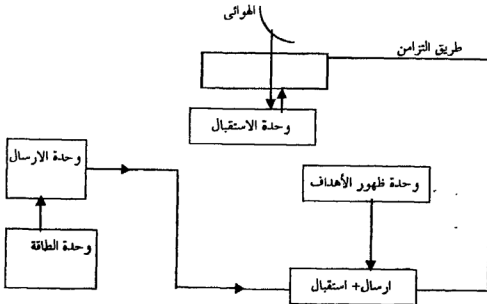 الهوائى
طريق التزامن
وحدة الاستقبال
وحدة الارسال
وحدة ظهور الأهداف
وحدة الطاقة
ارسال+ استقبال